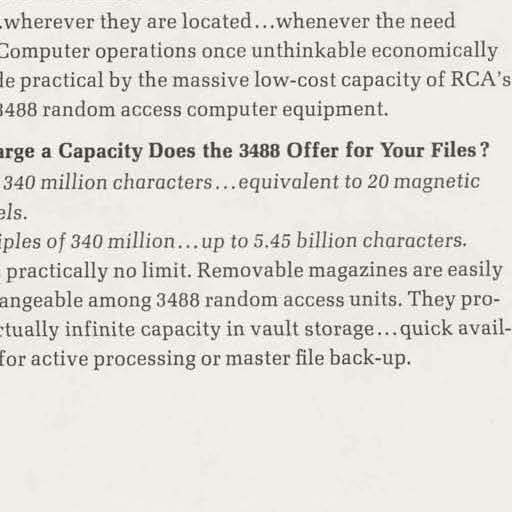 .wherever they are located...whenever the need
Computer operations once unthinkable economically
de practical by the massive low-cost capacity of RCA's
3488 random access computer equipment.
arge a Capacity Does the 3488 Offer for Your Files?
340 million characters...equivalent to 20 magnetic
els.
iples of 340 million...up to 5.45 billion characters.
practically no limit. Removable magazines are easily
angeable among 3488 random access units. They pro-
rtually infinite capacity in vault storage...quick avail-
for active processing or master file back-up.